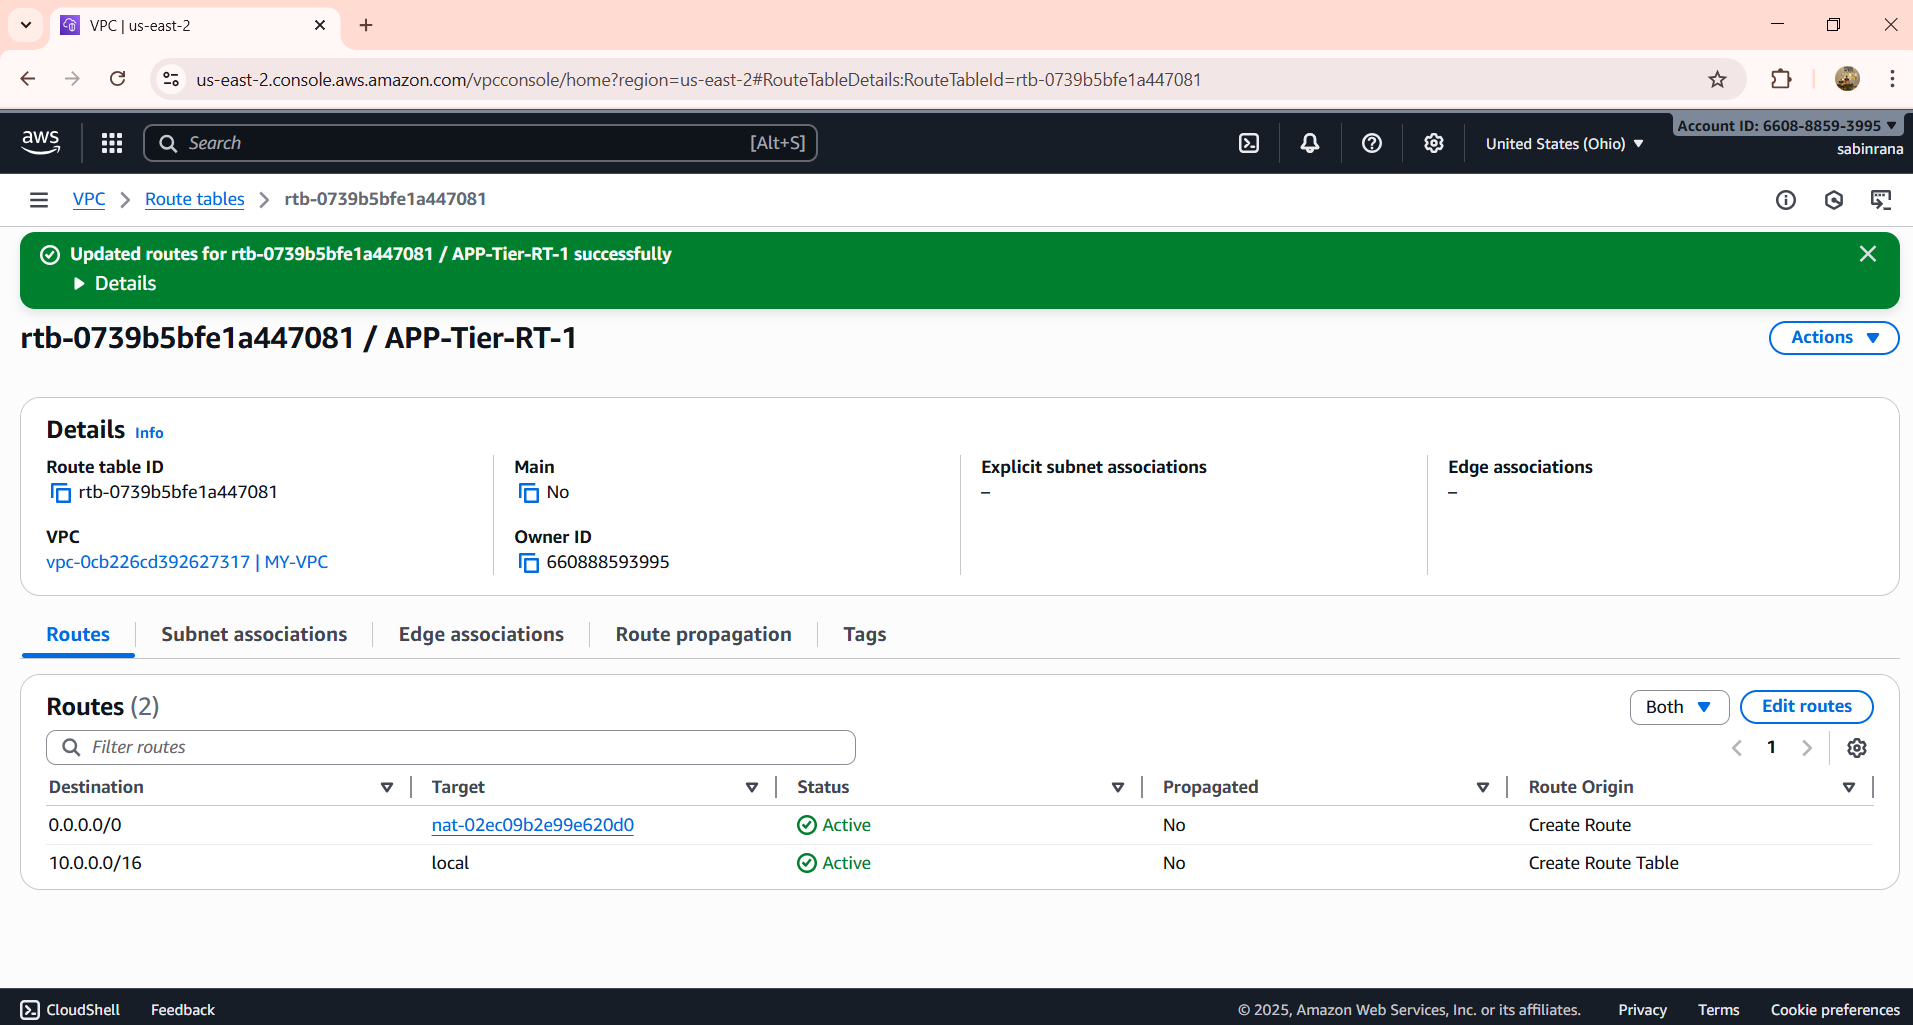 VPC | us-east-2
us-east-2.console.aws.amazon.com/vpcconsole/home?region=us-east-2#RouteTableDetails:RouteTableId=rtb-0739b5bfe1a447081
aws
Search [Alt+S]
United States (Ohio)
Account ID: 6608-8859-3995
sabinrana
VPC
Route tables
rtb-0739b5bfe1a447081
Updated routes for rtb-0739b5bfe1a447081 / APP-Tier-RT-1 successfully
Details
rtb-0739b5bfe1a447081 / APP-Tier-RT-1
Actions
Details Info
Route table ID
rtb-0739b5bfe1a447081
VPC
vpc-0cb226cd392627317 | MY-VPC
Main
No
Owner ID
660888593995
Explicit subnet associations
–
Edge associations
–
Routes
Subnet associations
Edge associations
Route propagation
Tags
Routes (2)
Both
Edit routes
Filter routes
1
Destination Target Status Propagated Route Origin
0.0.0.0/0 nat-02ec09b2e99e620d0 Active No Create Route
10.0.0.0/16 local Active No Create Route Table
CloudShell Feedback © 2025, Amazon Web Services, Inc. or its affiliates. Privacy Terms Cookie preferences